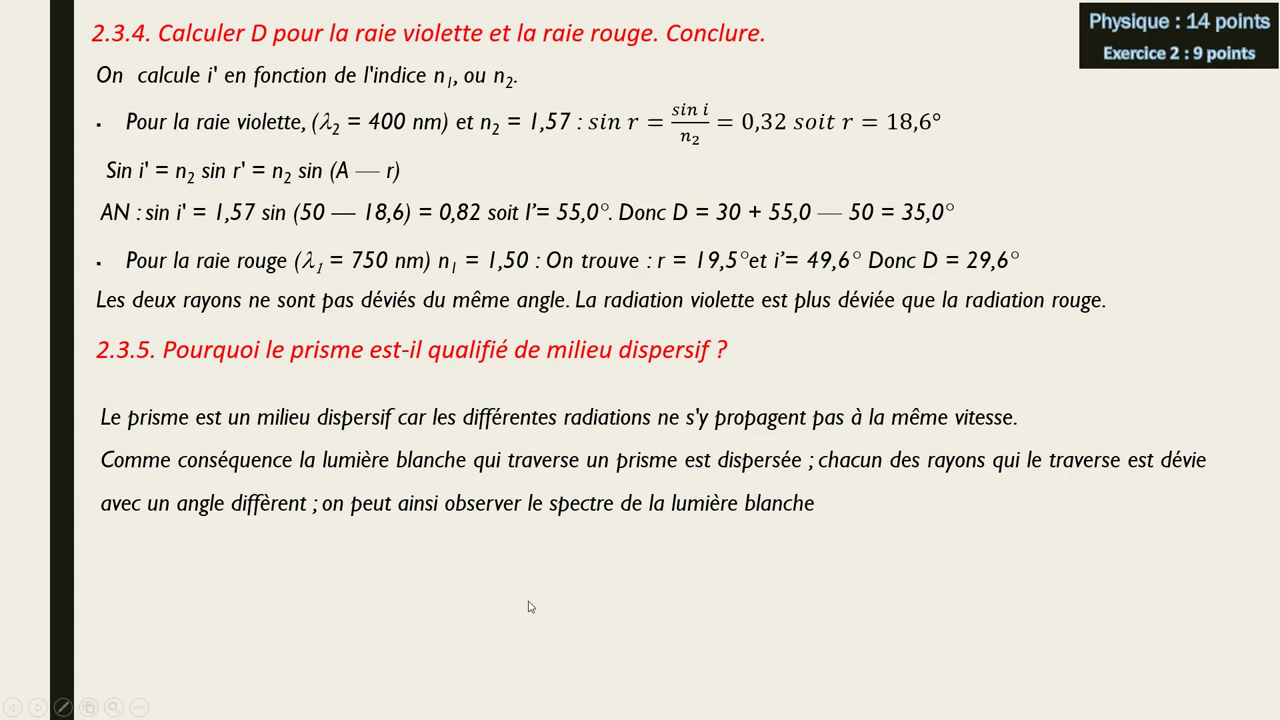 2.3.4. Calculer D pour la raie violette et la raie rouge. Conclure.
Physique : 14 points
Exercice 2 : 9 points
On calcule i' en fonction de l'indice n1, ou n2.
▪ Pour la raie violette, (λ2 = 400 nm) et n2 = 1,57 : sin r = sin i / n2 = 0,32 soit r = 18,6°
Sin i' = n2 sin r' = n2 sin (A — r)
AN : sin i' = 1,57 sin (50 — 18,6) = 0,82 soit I'= 55,0°. Donc D = 30 + 55,0 — 50 = 35,0°
▪ Pour la raie rouge (λ1 = 750 nm) n1 = 1,50 : On trouve : r = 19,5°et i'= 49,6° Donc D = 29,6°
Les deux rayons ne sont pas déviés du même angle. La radiation violette est plus déviée que la radiation rouge.
2.3.5. Pourquoi le prisme est-il qualifié de milieu dispersif ?
Le prisme est un milieu dispersif car les différentes radiations ne s'y propagent pas à la même vitesse.
Comme conséquence la lumière blanche qui traverse un prisme est dispersée ; chacun des rayons qui le traverse est dévie
avec un angle diffèrent ; on peut ainsi observer le spectre de la lumière blanche